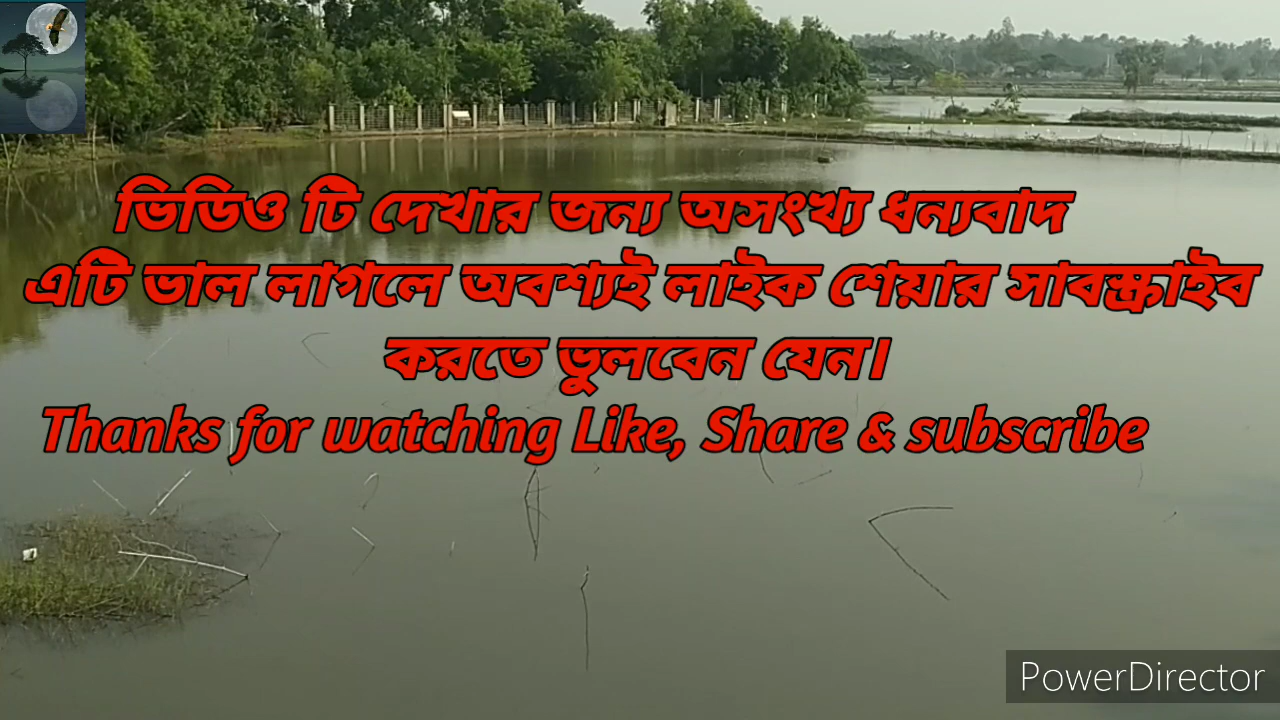 ভিডিও টি দেখার জন্য অসংখ্য ধন্যবাদ
এটি ভাল লাগলে অবশ্যই লাইক শেয়ার সাবস্ক্রাইব
করতে ভুলবেন যেন।
Thanks for watching Like, Share & subscribe
PowerDirector